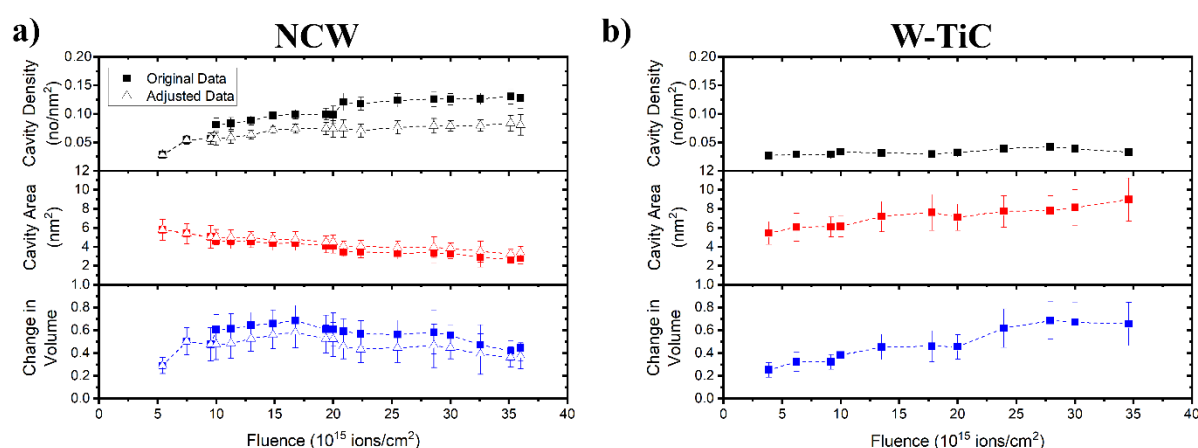 a)
NCW
Cavity Density
(no/nm²)
0.20
0.15
0.10
0.05
Original Data
Adjusted Data
Cavity Area
(nm²)
12
10
8
6
4
2
Change in
Volume
1.0
0.8
0.6
0.4
0.2
0.0
0 5 10 15 20 25 30 35 40
Fluence (10¹⁵ ions/cm²)
b)
W-TiC
Cavity Density
(no/nm²)
0.20
0.15
0.10
0.05
Cavity Area
(nm²)
12
10
8
6
4
2
Change in
Volume
1.0
0.8
0.6
0.4
0.2
0.0
0 5 10 15 20 25 30 35 40
Fluence (10¹⁵ ions/cm²)